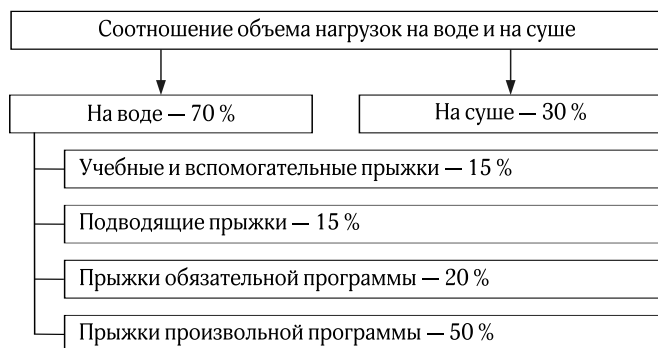 Соотношение объема нагрузок на воде и на суше
На воде — 70 %
На суше — 30 %
Учебные и вспомогательные прыжки — 15 %
Подводящие прыжки — 15 %
Прыжки обязательной программы — 20 %
Прыжки произвольной программы — 50 %